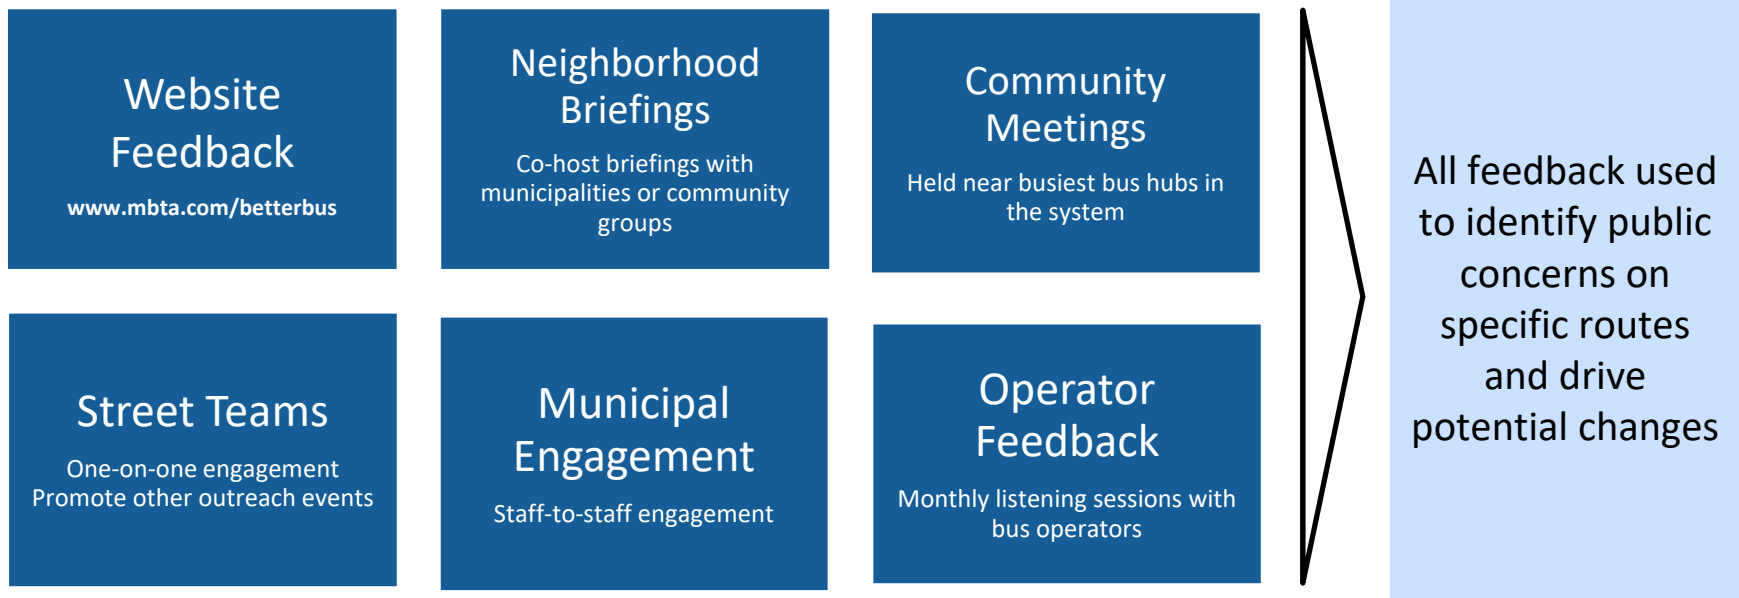 Website
Feedback
www.mbta.com/betterbus
Neighborhood
Briefings
Co-host briefings with
municipalities or community
groups
Community
Meetings
Held near busiest bus hubs in
the system
Street Teams
One-on-one engagement
Promote other outreach events
Municipal
Engagement
Staff-to-staff engagement
Operator
Feedback
Monthly listening sessions with
bus operators
All feedback used
to identify public
concerns on
specific routes
and drive
potential changes